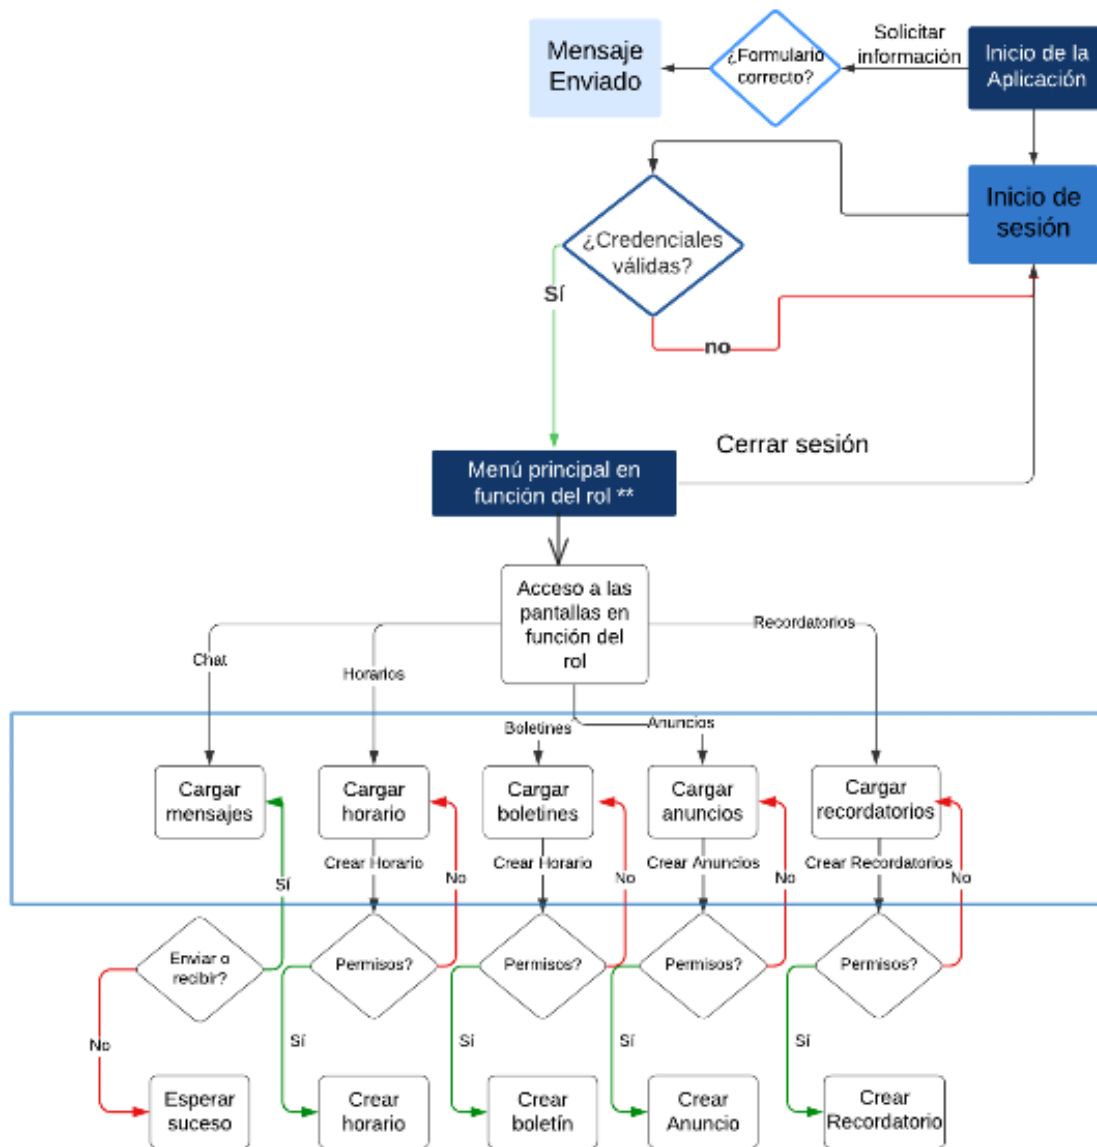 Mensaje
Enviado
¿Formulario
correcto?
Solicitar
información
Inicio de la
Aplicación
Inicio de
sesión
¿Credenciales
válidas?
Sí
no
Cerrar sesión
Menú principal en
función del rol **
Acceso a las
pantallas en
función del
rol
Chat
Horarios
Recordatorios
Boletines
Anuncios
Cargar
mensajes
Cargar
horario
Cargar
boletines
Cargar
anuncios
Cargar
recordatorios
Sí
Crear Horario
No
Crear Horario
No
Crear Anuncios
No
Crear Recordatorios
No
Enviar o
recibir?
Permisos?
Permisos?
Permisos?
Permisos?
No
Sí
Sí
Sí
Sí
Esperar
suceso
Crear
horario
Crear
boletín
Crear
Anuncio
Crear
Recordatorio